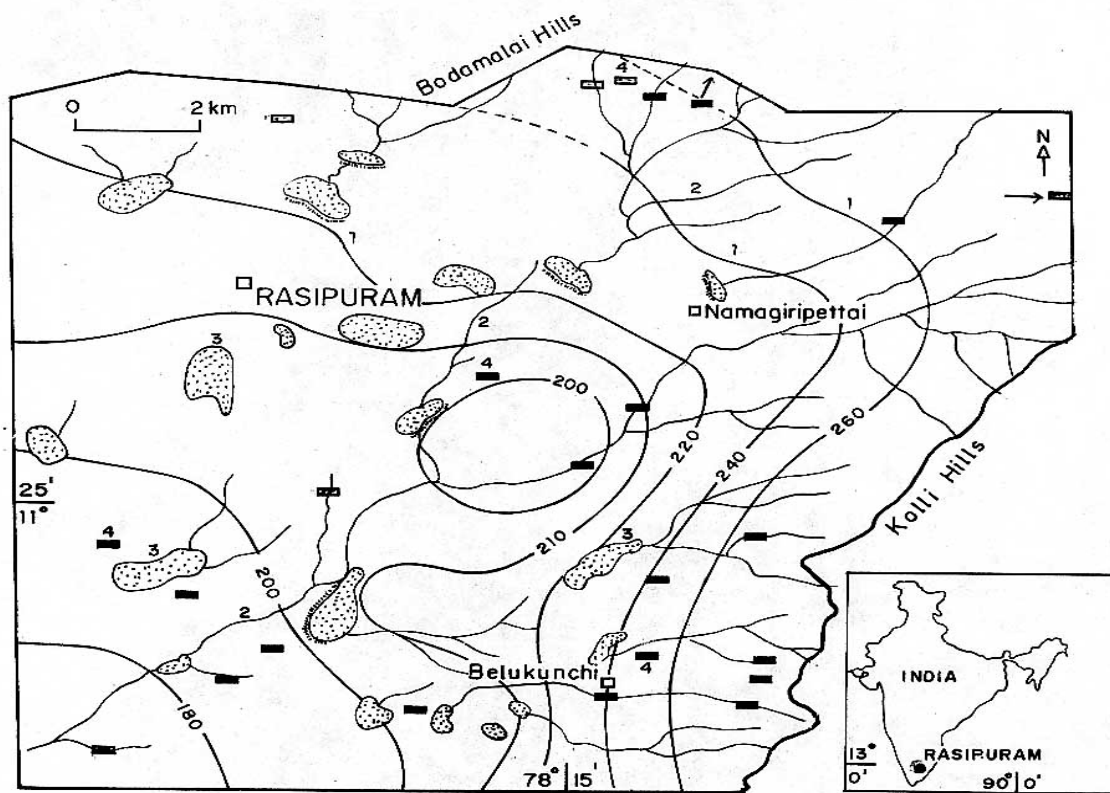 Bodamalai Hills
0 2 km
4
N
2
1
1
1
RASIPURAM
Namagiripettai
2
3
4
200
220
240
260
Kolli Hills
25'
11°
210
4
3
3
200
2
4
Belukunchi
180
78° 15'
INDIA
RASIPURAM
13°
0'
90° 0'